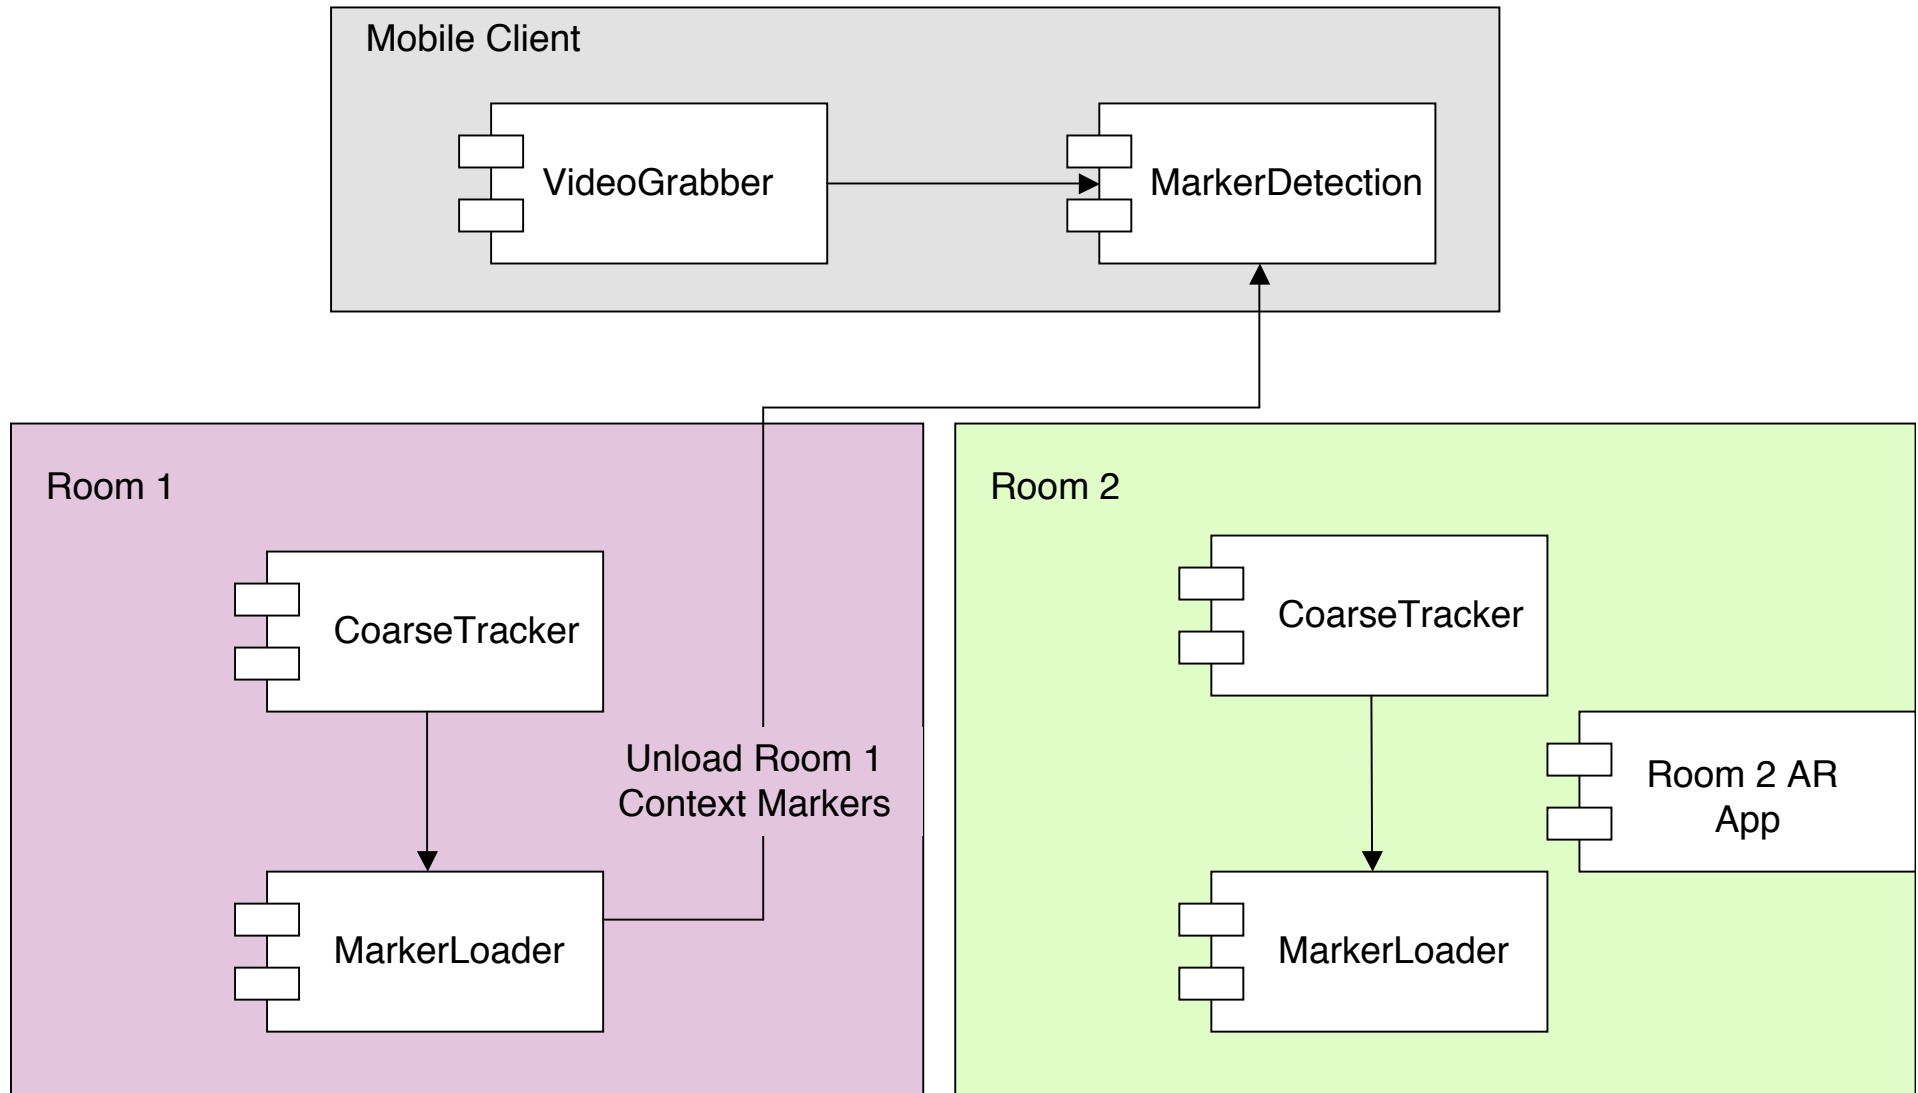 Mobile Client
VideoGrabber
MarkerDetection
Room 1
CoarseTracker
Unload Room 1
Context Markers
MarkerLoader
Room 2
CoarseTracker
Room 2 AR
App
MarkerLoader